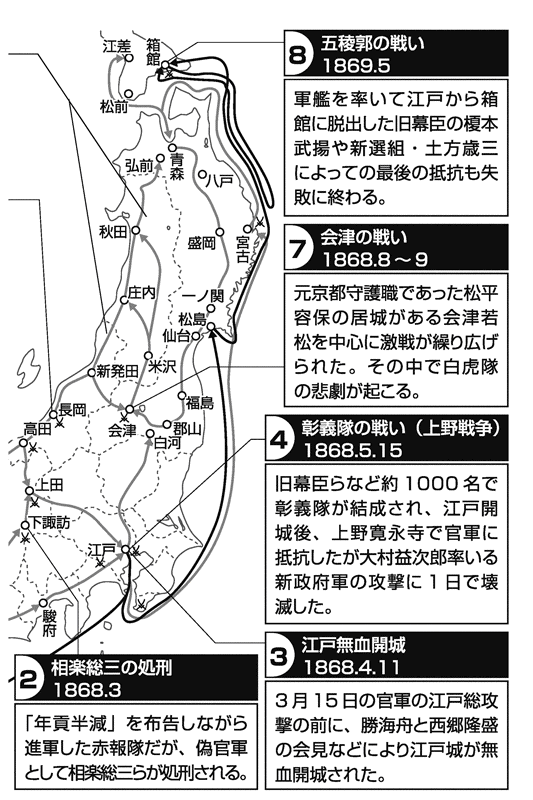 江差
箱館
松前
青森
弘前
八戸
秋田
盛岡
宮古
庄内
一ノ関
松島
仙台
新発田
米沢
福島
長岡
会津
郡山
白河
高田
上田
下諏訪
江戸
駿府
8 五稜郭の戦い
1869.5
軍艦を率いて江戸から箱
館に脱出した旧幕臣の榎本
武揚や新選組・土方歳三
によっての最後の抵抗も失
敗に終わる。
7 会津の戦い
1868.8～9
元京都守護職であった松平
容保の居城がある会津若
松を中心に激戦が繰り広げ
られた。その中で白虎隊
の悲劇が起こる。
4 彰義隊の戦い（上野戦争）
1868.5.15
旧幕臣らなど約1000名で
彰義隊が結成され、江戸開
城後、上野寛永寺で官軍に
抵抗したが大村益次郎率いる
新政府軍の攻撃に1日で壊
滅した。
3 江戸無血開城
1868.4.11
3月15日の官軍の江戸総攻
撃の前に、勝海舟と西郷隆盛
の会見などにより江戸城が無
血開城された。
2 相楽総三の処刑
1868.3
「年貢半減」を布告しながら
進軍した赤報隊だが、偽官軍
として相楽総三らが処刑される。